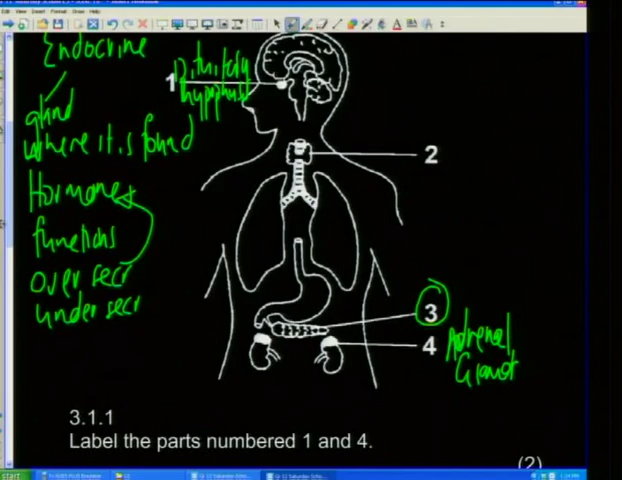 Endocrine
gland
Where it is found
Hormones
functions
over secr
under secr
1
Pituitary
2
3
4
Adrenal
Gland
3.1.1
Label the parts numbered 1 and 4.
(2)
start